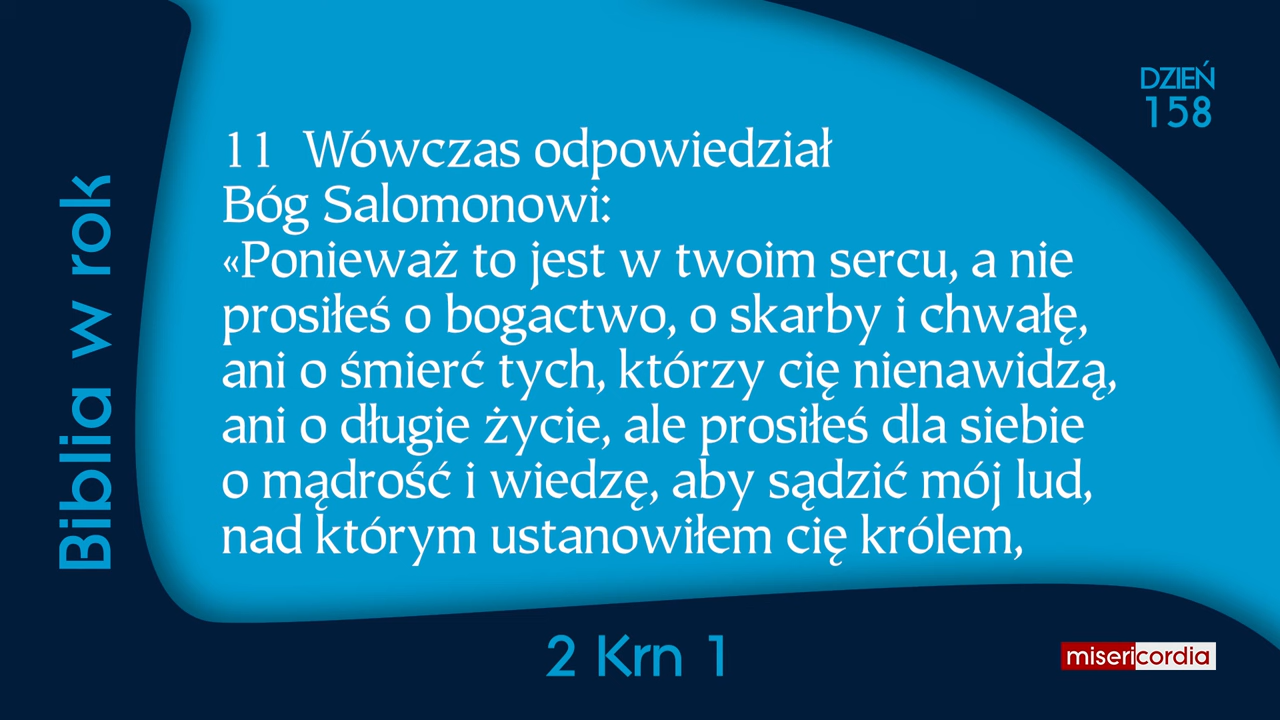 DZIEŃ
158
11 Wówczas odpowiedział
Bóg Salomonowi:
«Ponieważ to jest w twoim sercu, a nie
prosiłeś o bogactwo, o skarby i chwałę,
ani o śmierć tych, którzy cię nienawidzą,
ani o długie życie, ale prosiłeś dla siebie
o mądrość i wiedzę, aby sądzić mój lud,
nad którym ustanowiłem cię królem,
Biblia w rok
2 Krn 1
misericordia